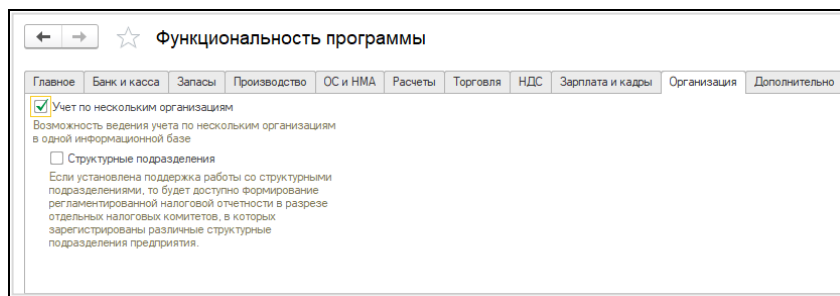 Функциональность программы
Главное Банк и касса Запасы Производство ОС и НМА Расчеты Торговля НДС Зарплата и кадры Организация Дополнительно
Учет по нескольким организациям
Возможность ведения учета по нескольким организациям
в одной информационной базе
Структурные подразделения
Если установлена поддержка работы со структурными
подразделениями, то будет доступно формирование
регламентированной налоговой отчетности в разрезе
отдельных налоговых комитетов, в которых
зарегистрированы различные структурные
подразделения предприятия.